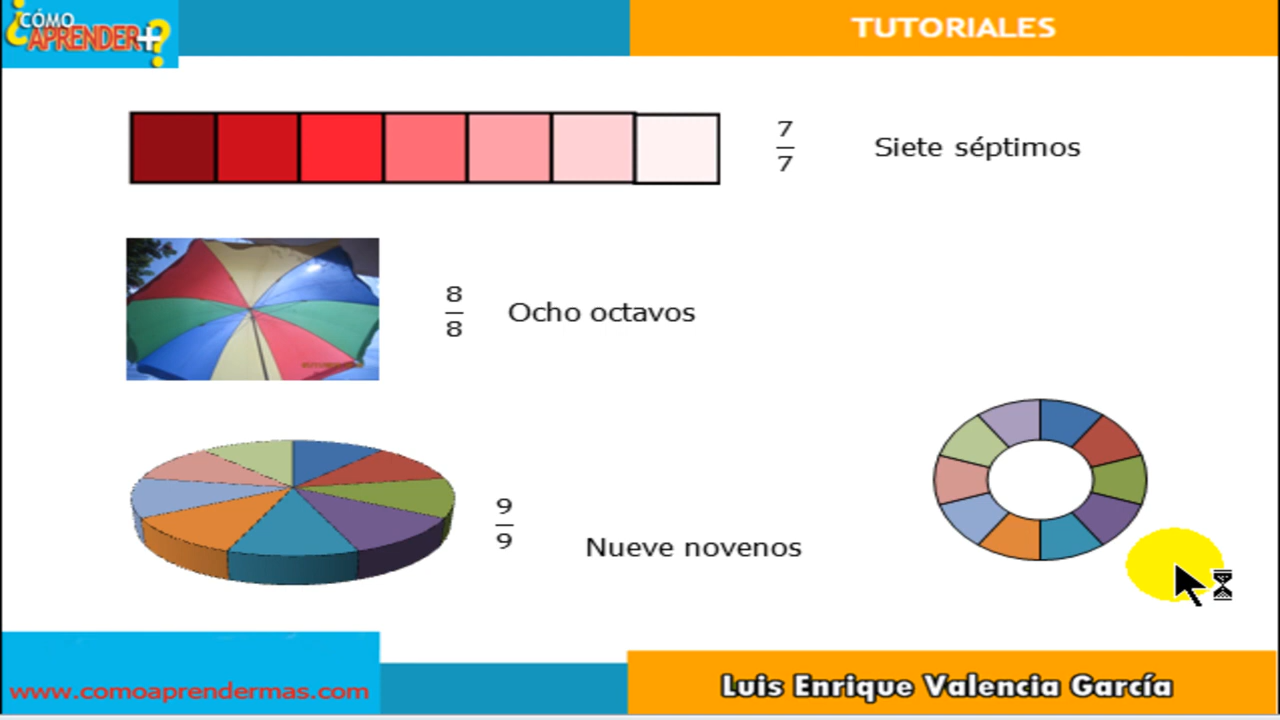 ¿CÓMO
APRENDER+?
TUTORIALES
7
7
Siete séptimos
8
8
Ocho octavos
9
9
Nueve novenos
www.comoaprendermas.com
Luis Enrique Valencia García